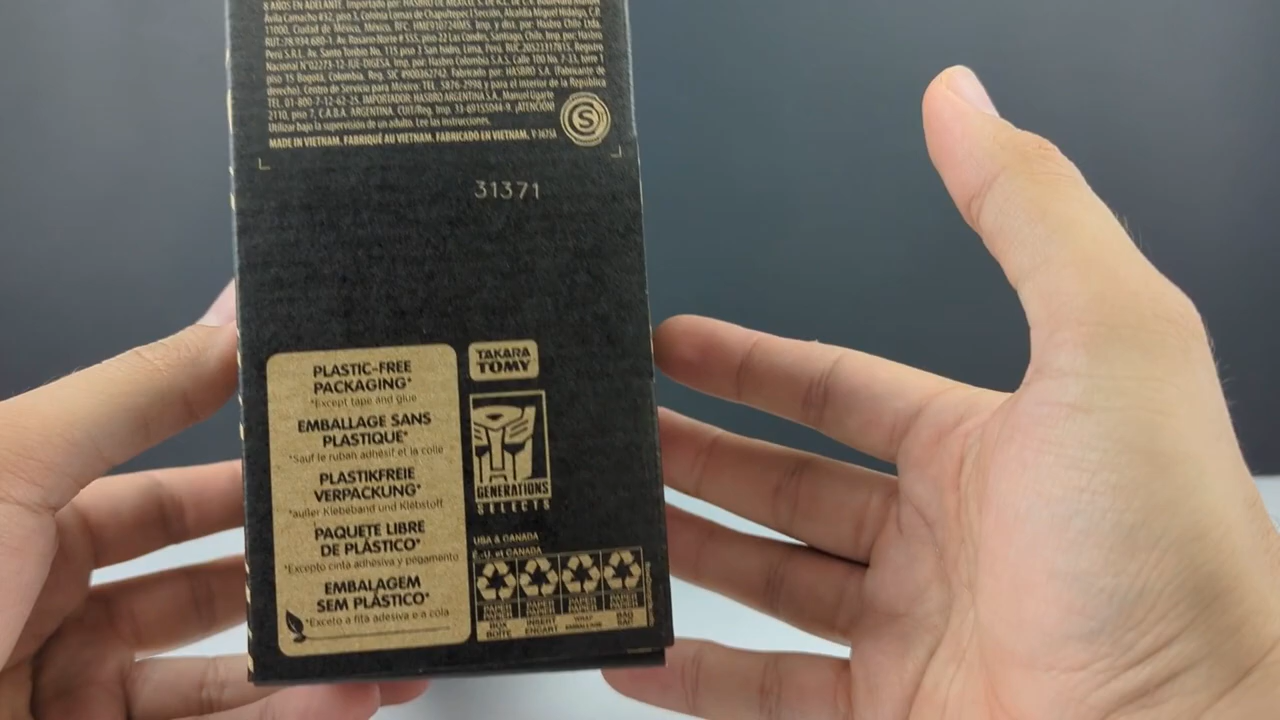 8 AÑOS EN ADELANTE. Importado por: HASBRO DE MEXICO, S. DE R.L. DE C.V. Boulevard Manuel
Ávila Camacho #32, piso 3, Colonia Lomas de Chapultepec I Sección, Alcaldía Miguel Hidalgo, C.P.
11000, Ciudad de México, México. RFC: HME910724IM5. Imp. y dist. por: Hasbro Chile Ltda.
RUT:78.934.680-1. Av. Rosario Norte # 555, piso 22 Las Condes, Santiago, Chile. Imp. por: Hasbro
Perú S.R.L. Av. Santo Toribio No. 115 piso 3 San Isidro, Lima, Perú. RUC.20523317815. Registro
Nacional N°02273-12-JUE-DIGESA. Imp. por: Hasbro Colombia S.A.S. Calle 100 No. 7-33, torre 1
piso 15 Bogotá, Colombia. Reg. SIC #900362742. Fabricado por: HASBRO S.A. (Fabricante de
derecho). Centro de Servicio para México: TEL. 5876-2998 y para el interior de la República
TEL. 01-800-7-12-62-25. IMPORTADOR: HASBRO ARGENTINA S.A., Manuel Ugarte
2110, piso 7, C.A.B.A. ARGENTINA. CUIT/Reg. Imp. 33-69155044-9. ¡ATENCIÓN!
Utilizar bajo la supervisión de un adulto. Lee las instrucciones.
MADE IN VIETNAM. FABRIQUÉ AU VIETNAM. FABRICADO EN VIETNAM.
S
31371
PLASTIC-FREE
PACKAGING*
*Except tape and glue
EMBALLAGE SANS
PLASTIQUE*
*Sauf le ruban adhésif et la colle
PLASTIKFREIE
VERPACKUNG*
*außer Klebeband und Klebstoff
PAQUETE LIBRE
DE PLÁSTICO*
*Excepto cinta adhesiva y pegamento
EMBALAGEM
SEM PLÁSTICO*
*Exceto a fita adesiva e a cola
TAKARA
TOMY
GENERATIONS
SELECTS
USA & CANADA
É.-U. et CANADA
PAPER PAPER PAPER PAPER
PAPIER PAPIER PAPIER PAPIER
BOX INSERT WRAP BAG
BOÎTE ENCART EMBALLAGE SAC